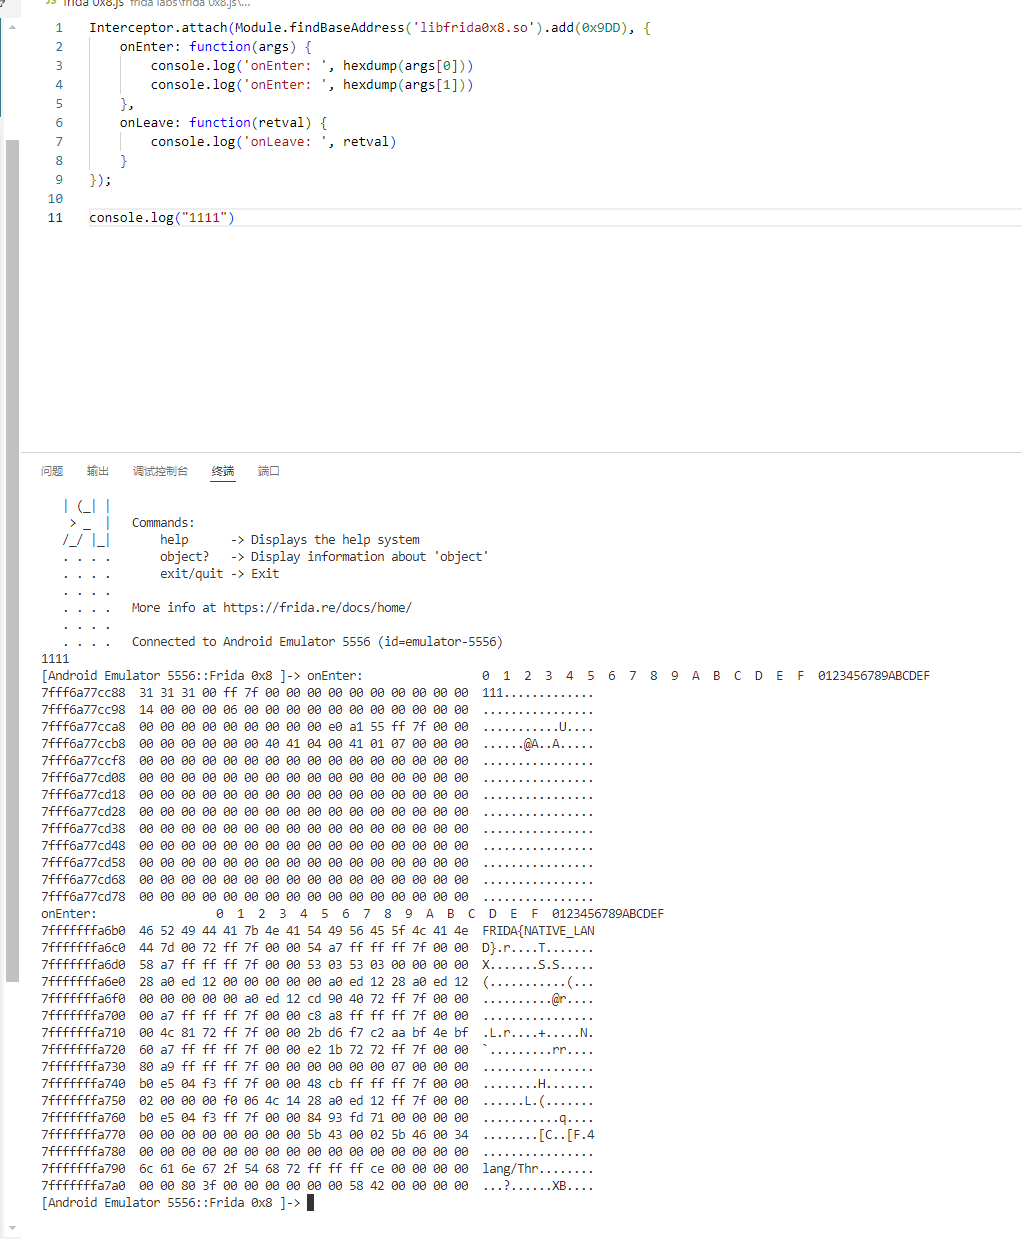 JS frida 0x8.js frida labs\frida 0x8.js\...
1 Interceptor.attach(Module.findBaseAddress('libfrida0x8.so').add(0x9DD), {
2     onEnter: function(args) {
3         console.log('onEnter: ', hexdump(args[0]))
4         console.log('onEnter: ', hexdump(args[1]))
5     },
6     onLeave: function(retval) {
7         console.log('onLeave: ', retval)
8     }
9 });
10
11 console.log("1111")
问题 输出 调试控制台 终端 端口
   | (_| |
    > _  |   Commands:
   /_/ |_|       help      -> Displays the help system
   . . . .       object?   -> Display information about 'object'
   . . . .       exit/quit -> Exit
   . . . .
   . . . .   More info at https://frida.re/docs/home/
   . . . .
   . . . .   Connected to Android Emulator 5556 (id=emulator-5556)
1111
[Android Emulator 5556::Frida 0x8 ]-> onEnter:                 0  1  2  3  4  5  6  7  8  9  A  B  C  D  E  F  0123456789ABCDEF
7fff6a77cc88  31 31 31 00 ff 7f 00 00 00 00 00 00 00 00 00 00  111.............
7fff6a77cc98  14 00 00 00 06 00 00 00 00 00 00 00 00 00 00 00  ................
7fff6a77cca8  00 00 00 00 00 00 00 00 00 e0 a1 55 ff 7f 00 00  ...........U....
7fff6a77ccb8  00 00 00 00 00 00 40 41 04 00 41 01 07 00 00 00  ......@A..A.....
7fff6a77ccf8  00 00 00 00 00 00 00 00 00 00 00 00 00 00 00 00  ................
7fff6a77cd08  00 00 00 00 00 00 00 00 00 00 00 00 00 00 00 00  ................
7fff6a77cd18  00 00 00 00 00 00 00 00 00 00 00 00 00 00 00 00  ................
7fff6a77cd28  00 00 00 00 00 00 00 00 00 00 00 00 00 00 00 00  ................
7fff6a77cd38  00 00 00 00 00 00 00 00 00 00 00 00 00 00 00 00  ................
7fff6a77cd48  00 00 00 00 00 00 00 00 00 00 00 00 00 00 00 00  ................
7fff6a77cd58  00 00 00 00 00 00 00 00 00 00 00 00 00 00 00 00  ................
7fff6a77cd68  00 00 00 00 00 00 00 00 00 00 00 00 00 00 00 00  ................
7fff6a77cd78  00 00 00 00 00 00 00 00 00 00 00 00 00 00 00 00  ................
onEnter:                 0  1  2  3  4  5  6  7  8  9  A  B  C  D  E  F  0123456789ABCDEF
7fffffffa6b0  46 52 49 44 41 7b 4e 41 54 49 56 45 5f 4c 41 4e  FRIDA{NATIVE_LAN
7fffffffa6c0  44 7d 00 72 ff 7f 00 00 54 a7 ff ff ff 7f 00 00  D}.r....T.......
7fffffffa6d0  58 a7 ff ff ff 7f 00 00 53 03 53 03 00 00 00 00  X.......S.S.....
7fffffffa6e0  28 a0 ed 12 00 00 00 00 00 a0 ed 12 28 a0 ed 12  (...........(...
7fffffffa6f0  00 00 00 00 00 a0 ed 12 cd 90 40 72 ff 7f 00 00  ..........@r....
7fffffffa700  00 a7 ff ff ff 7f 00 00 c8 a8 ff ff ff 7f 00 00  ................
7fffffffa710  00 4c 81 72 ff 7f 00 00 2b d6 f7 c2 aa bf 4e bf  .L.r....+.....N.
7fffffffa720  60 a7 ff ff ff 7f 00 00 e2 1b 72 72 ff 7f 00 00  `.........rr....
7fffffffa730  80 a9 ff ff ff 7f 00 00 00 00 00 00 07 00 00 00  ................
7fffffffa740  b0 e5 04 f3 ff 7f 00 00 48 cb ff ff ff 7f 00 00  ........H.......
7fffffffa750  02 00 00 00 f0 06 4c 14 28 a0 ed 12 ff 7f 00 00  ......L.(.......
7fffffffa760  b0 e5 04 f3 ff 7f 00 00 84 93 fd 71 00 00 00 00  ...........q....
7fffffffa770  00 00 00 00 00 00 00 00 5b 43 00 02 5b 46 00 34  ........[C..[F.4
7fffffffa780  00 00 00 00 00 00 00 00 00 00 00 00 00 00 00 00  ................
7fffffffa790  6c 61 6e 67 2f 54 68 72 ff ff ff ce 00 00 00 00  lang/Thr........
7fffffffa7a0  00 00 80 3f 00 00 00 00 00 00 58 42 00 00 00 00  ...?......XB....
[Android Emulator 5556::Frida 0x8 ]->